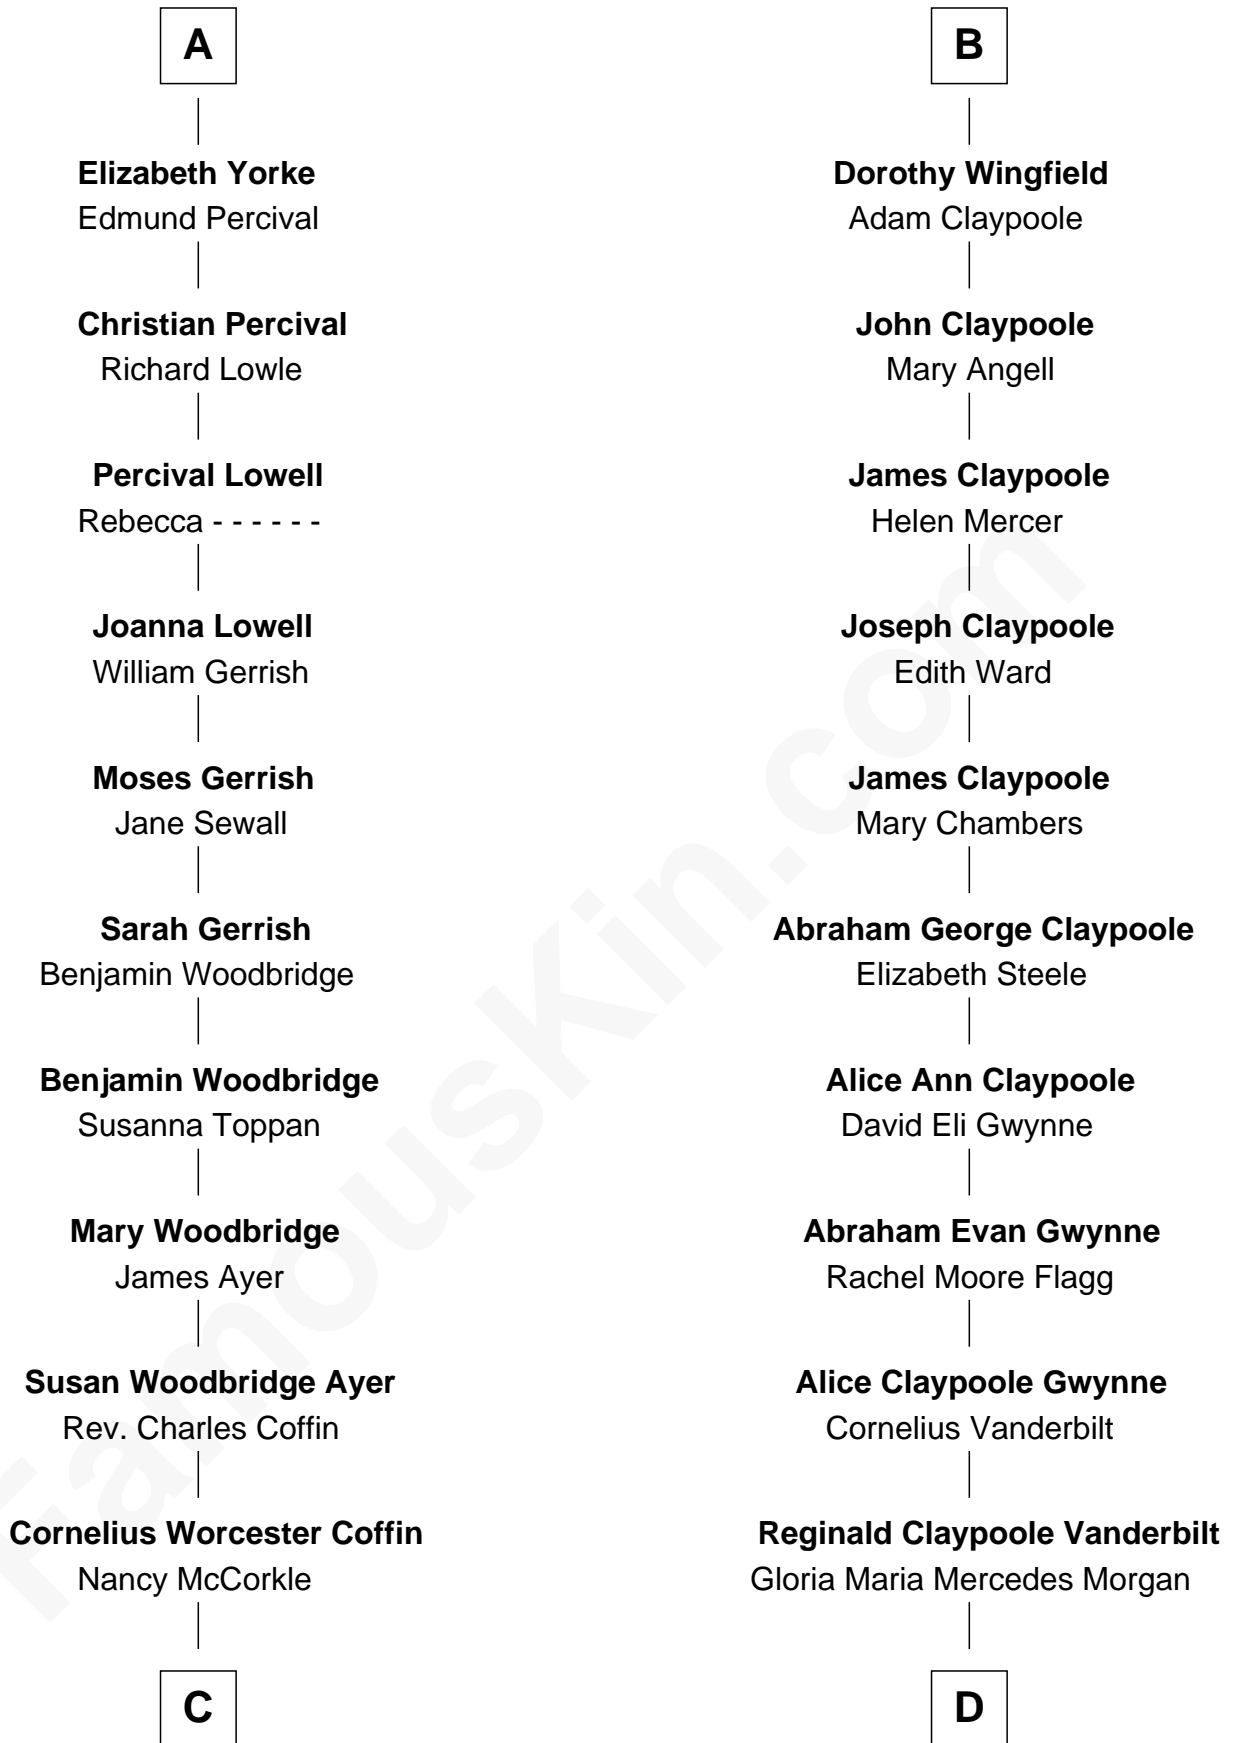 A
Elizabeth Yorke
Edmund Percival
Christian Percival
Richard Lowle
Percival Lowell
Rebecca - - - - - -
Joanna Lowell
William Gerrish
Moses Gerrish
Jane Sewall
Sarah Gerrish
Benjamin Woodbridge
Benjamin Woodbridge
Susanna Toppan
Mary Woodbridge
James Ayer
Susan Woodbridge Ayer
Rev. Charles Coffin
Cornelius Worcester Coffin
Nancy McCorkle
C
B
Dorothy Wingfield
Adam Claypoole
John Claypoole
Mary Angell
James Claypoole
Helen Mercer
Joseph Claypoole
Edith Ward
James Claypoole
Mary Chambers
Abraham George Claypoole
Elizabeth Steele
Alice Ann Claypoole
David Eli Gwynne
Abraham Evan Gwynne
Rachel Moore Flagg
Alice Claypoole Gwynne
Cornelius Vanderbilt
Reginald Claypoole Vanderbilt
Gloria Maria Mercedes Morgan
D
FamousKin.com